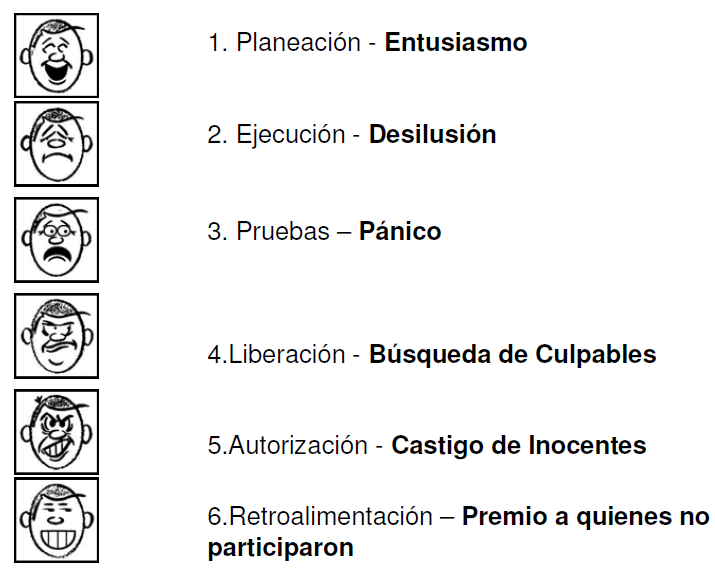 1. Planeación - Entusiasmo
2. Ejecución - Desilusión
3. Pruebas – Pánico
4.Liberación - Búsqueda de Culpables
5.Autorización - Castigo de Inocentes
6.Retroalimentación – Premio a quienes no
participaron